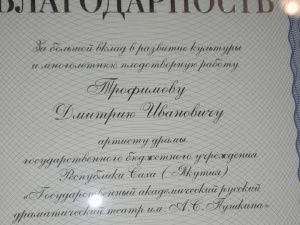 БЛАГОДАРНОСТЬ
За большой вклад в развитие культуры
и многолетнюю плодотворную работу
Трофимову
Дмитрию Ивановичу
артисту драмы
государственного бюджетного учреждения
Республики Саха (Якутия)
«Государственный академический русский
драматический театр им. А.С. Пушкина»